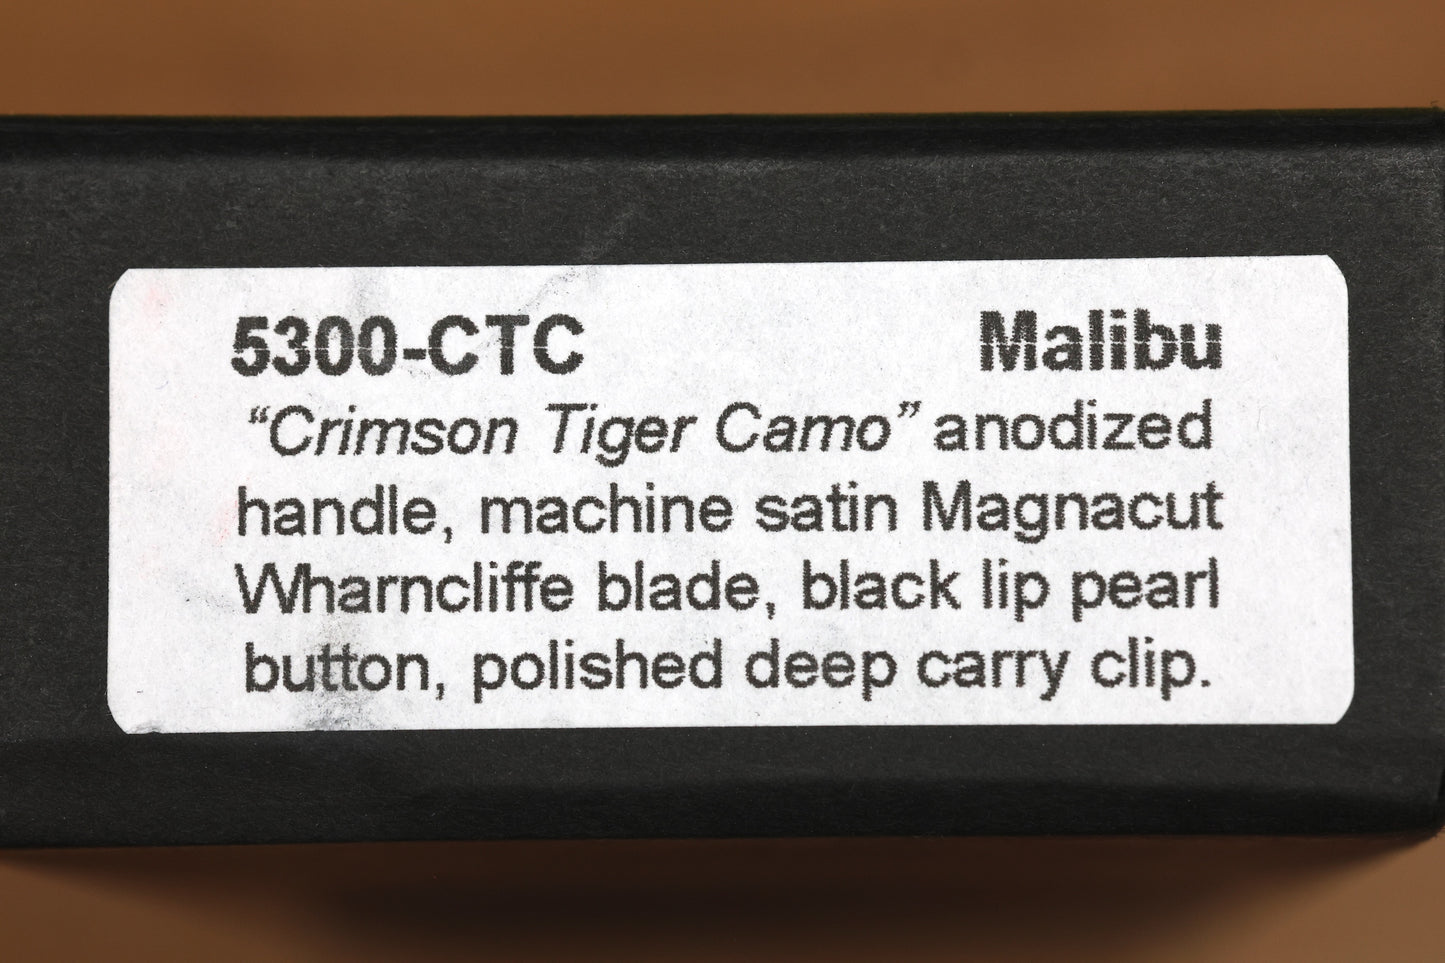 5300-CTC Malibu
“Crimson Tiger Camo” anodized
handle, machine satin Magnacut
Wharncliffe blade, black lip pearl
button, polished deep carry clip.